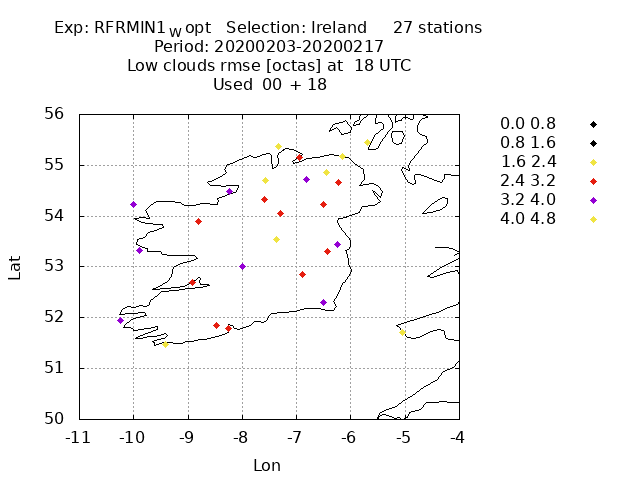 Exp: RFRMIN1 W opt   Selection: Ireland     27 stations
Period: 20200203-20200217
Low clouds rmse [octas] at  18 UTC
Used  00 + 18
56
55
54
53
52
51
50
Lat
-11 -10 -9 -8 -7 -6 -5 -4
Lon
0.0 0.8
0.8 1.6
1.6 2.4
2.4 3.2
3.2 4.0
4.0 4.8